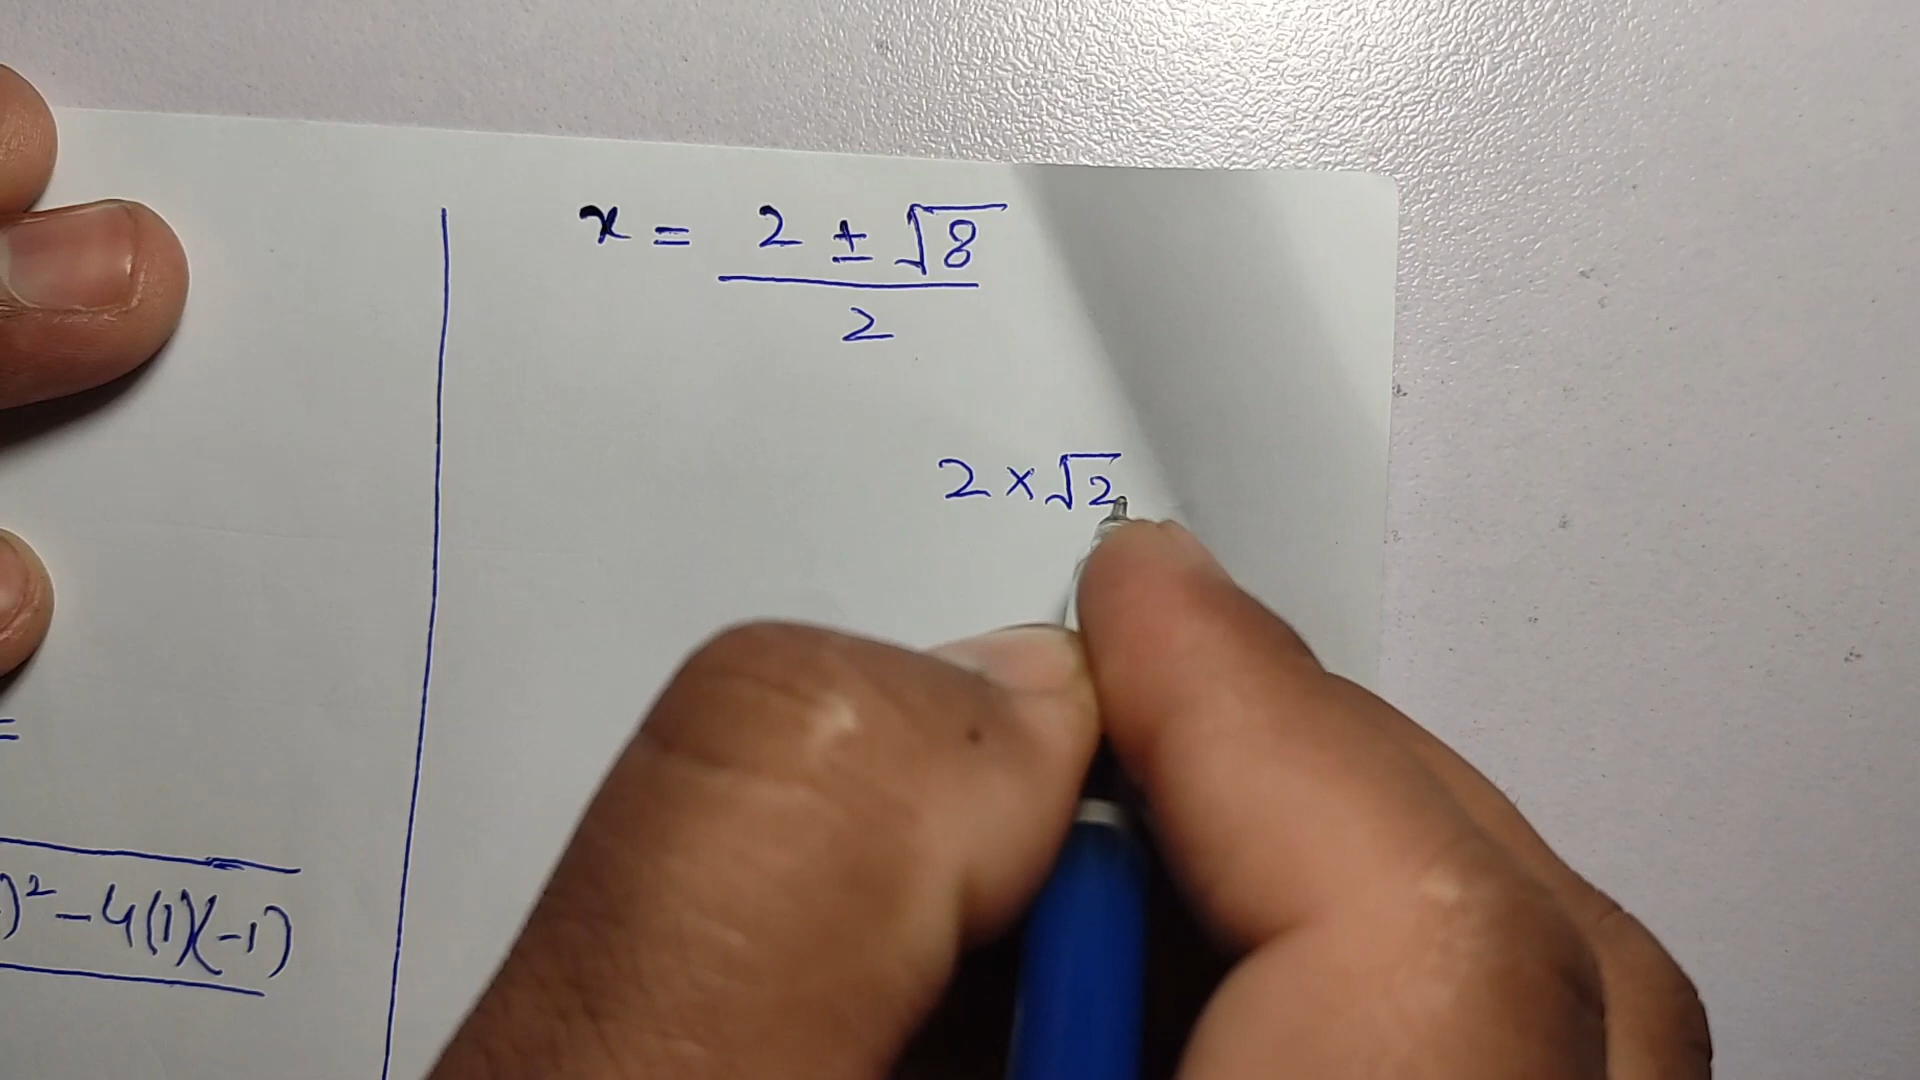 =
)² - 4(1)(-1)
x = 2 ± √8
2
2 × √2